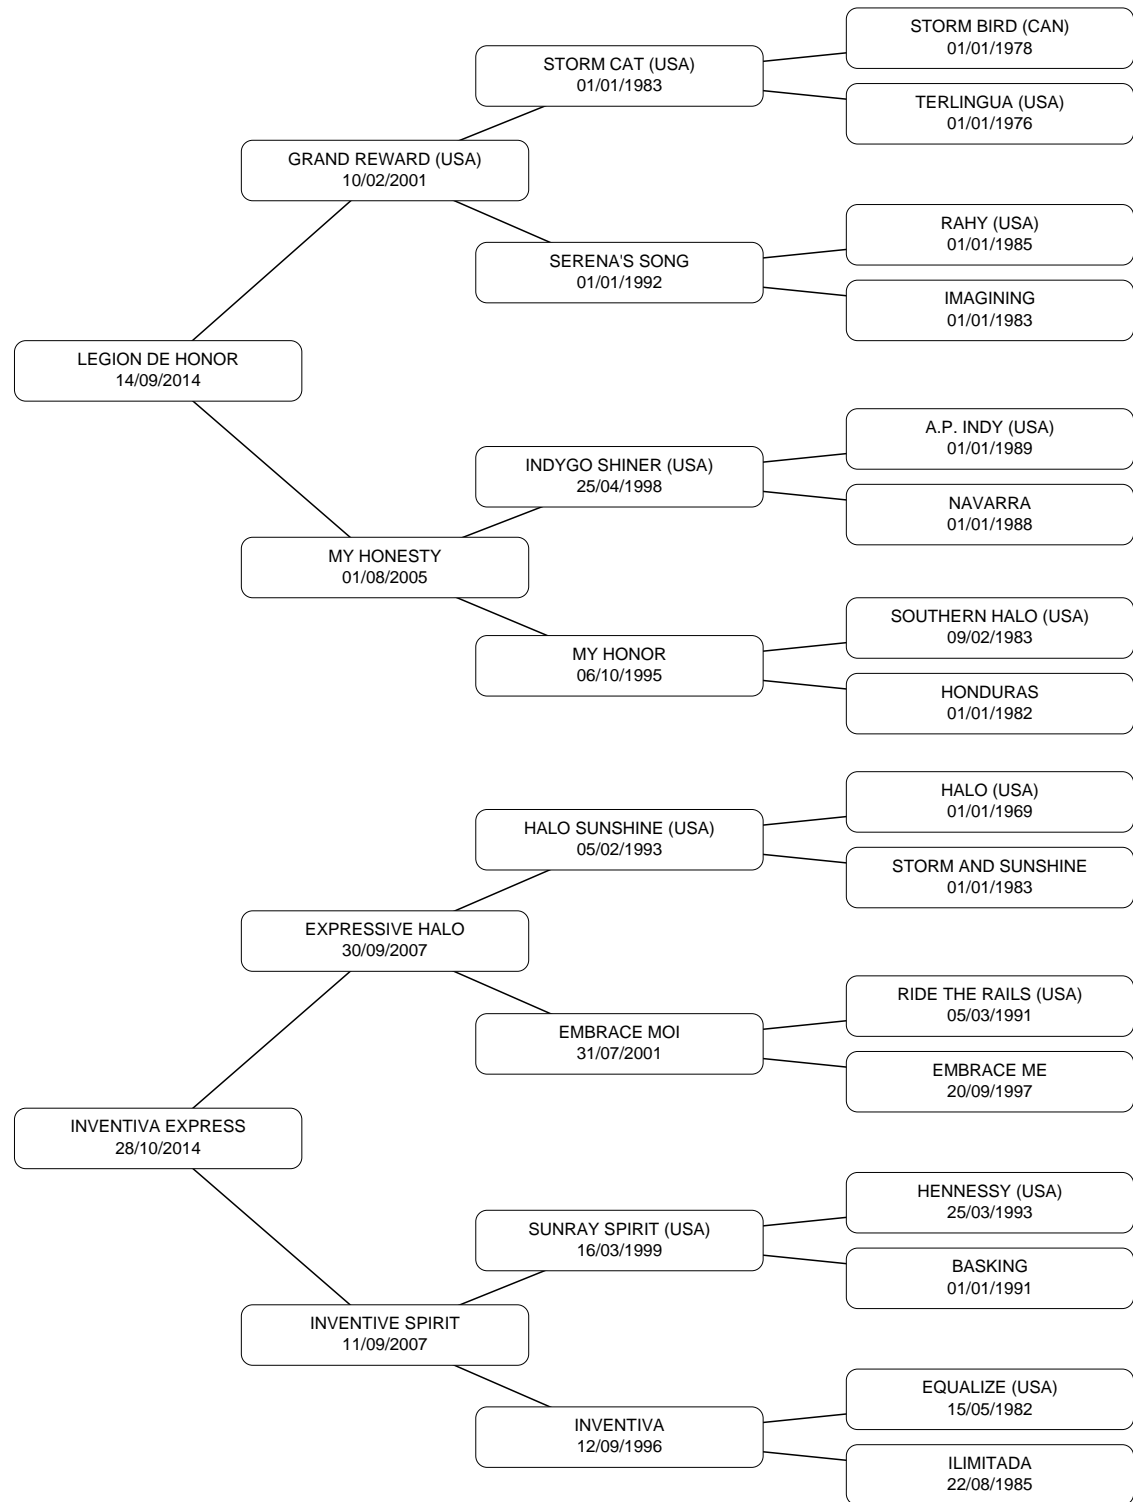 STORM BIRD (CAN)
01/01/1978
STORM CAT (USA)
01/01/1983
TERLINGUA (USA)
01/01/1976
GRAND REWARD (USA)
10/02/2001
RAHY (USA)
01/01/1985
SERENA'S SONG
01/01/1992
IMAGINING
01/01/1983
LEGION DE HONOR
14/09/2014
A.P. INDY (USA)
01/01/1989
INDYGO SHINER (USA)
25/04/1998
NAVARRA
01/01/1988
MY HONESTY
01/08/2005
SOUTHERN HALO (USA)
09/02/1983
MY HONOR
06/10/1995
HONDURAS
01/01/1982
HALO (USA)
01/01/1969
HALO SUNSHINE (USA)
05/02/1993
STORM AND SUNSHINE
01/01/1983
EXPRESSIVE HALO
30/09/2007
RIDE THE RAILS (USA)
05/03/1991
EMBRACE MOI
31/07/2001
EMBRACE ME
20/09/1997
INVENTIVA EXPRESS
28/10/2014
HENNESSY (USA)
25/03/1993
SUNRAY SPIRIT (USA)
16/03/1999
BASKING
01/01/1991
INVENTIVE SPIRIT
11/09/2007
EQUALIZE (USA)
15/05/1982
INVENTIVA
12/09/1996
ILIMITADA
22/08/1985